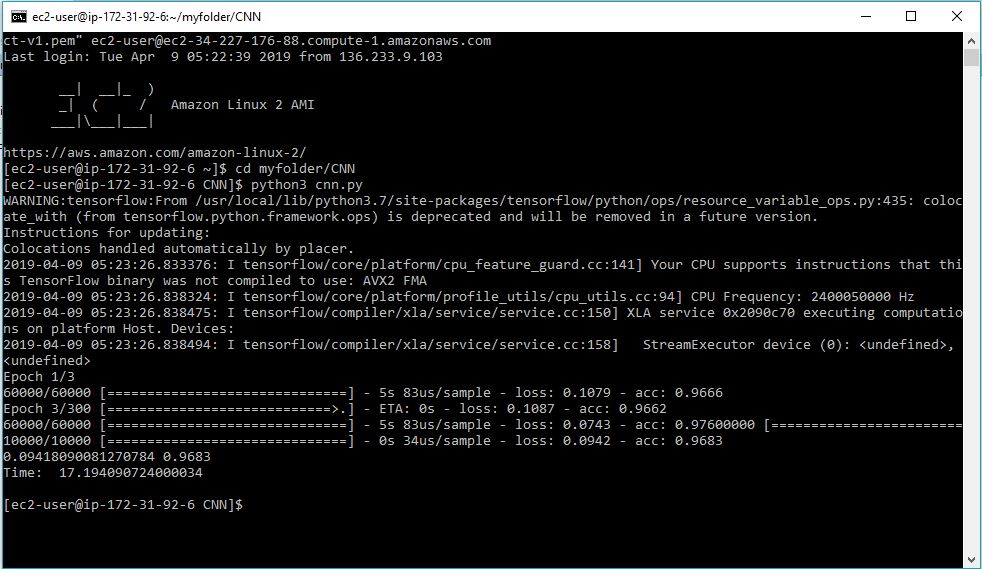 ec2-user@ip-172-31-92-6:~/myfolder/CNN
ct-v1.pem" ec2-user@ec2-34-227-176-88.compute-1.amazonaws.com
Last login: Tue Apr  9 05:22:39 2019 from 136.233.9.103
       __|  __|_  )
       _|  (     /   Amazon Linux 2 AMI
      ___|\___|___|
https://aws.amazon.com/amazon-linux-2/
[ec2-user@ip-172-31-92-6 ~]$ cd myfolder/CNN
[ec2-user@ip-172-31-92-6 CNN]$ python3 cnn.py
WARNING:tensorflow:From /usr/local/lib/python3.7/site-packages/tensorflow/python/ops/resource_variable_ops.py:435: coloc
ate_with (from tensorflow.python.framework.ops) is deprecated and will be removed in a future version.
Instructions for updating:
Colocations handled automatically by placer.
2019-04-09 05:23:26.833376: I tensorflow/core/platform/cpu_feature_guard.cc:141] Your CPU supports instructions that thi
s TensorFlow binary was not compiled to use: AVX2 FMA
2019-04-09 05:23:26.838324: I tensorflow/core/platform/profile_utils/cpu_utils.cc:94] CPU Frequency: 2400050000 Hz
2019-04-09 05:23:26.838475: I tensorflow/compiler/xla/service/service.cc:150] XLA service 0x2090c70 executing computatio
ns on platform Host. Devices:
2019-04-09 05:23:26.838494: I tensorflow/compiler/xla/service/service.cc:158]   StreamExecutor device (0): <undefined>,
<undefined>
Epoch 1/3
60000/60000 [==============================] - 5s 83us/sample - loss: 0.1079 - acc: 0.9666
Epoch 3/300 [============================>.] - ETA: 0s - loss: 0.1087 - acc: 0.9662
60000/60000 [==============================] - 5s 83us/sample - loss: 0.0743 - acc: 0.97600000 [========================
10000/10000 [==============================] - 0s 34us/sample - loss: 0.0942 - acc: 0.9683
0.09418090081270784 0.9683
Time:  17.194090724000034
[ec2-user@ip-172-31-92-6 CNN]$